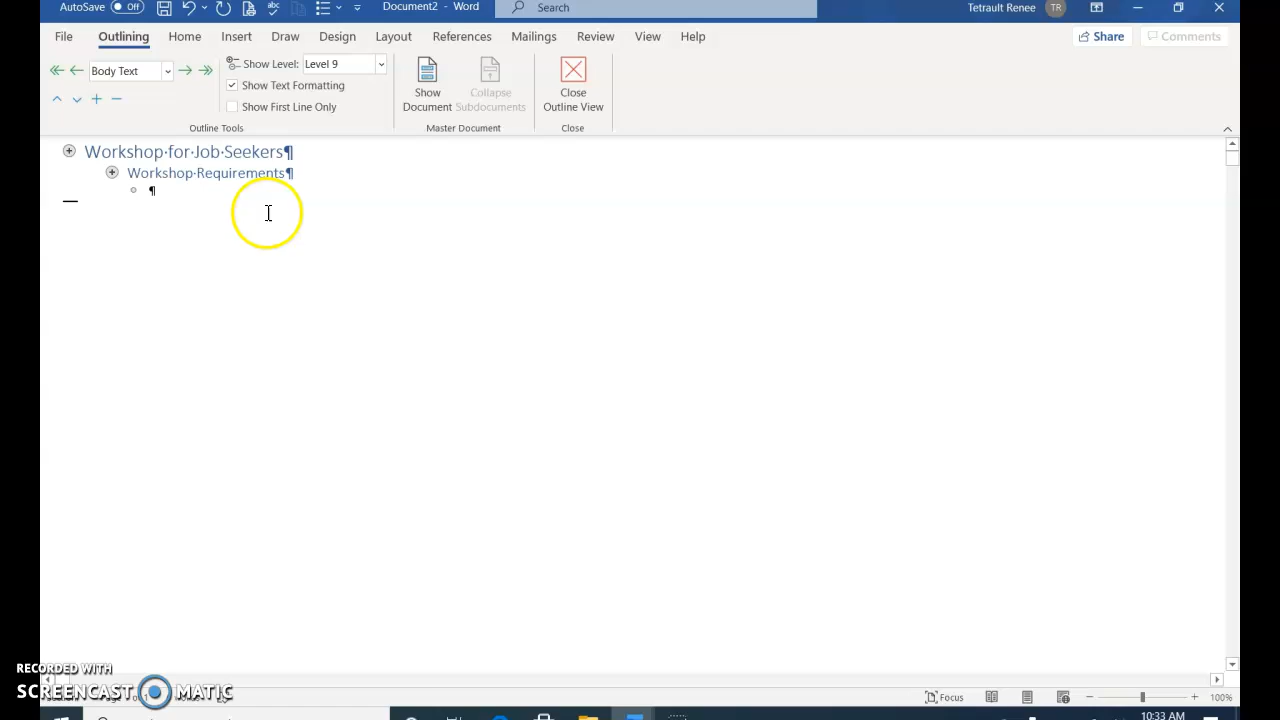 AutoSave Off Document2 - Word Search Tetrault Renee TR
File Outlining Home Insert Draw Design Layout References Mailings Review View Help Share Comments
Body Text Show Level: Level 9
Show Text Formatting
Show First Line Only
Show Document
Collapse Subdocuments
Close Outline View
Outline Tools Master Document Close
Workshop·for·Job·Seekers¶
Workshop·Requirements¶
¶
RECORDED WITH
SCREENCAST MATIC
Focus 100%
10:33 AM